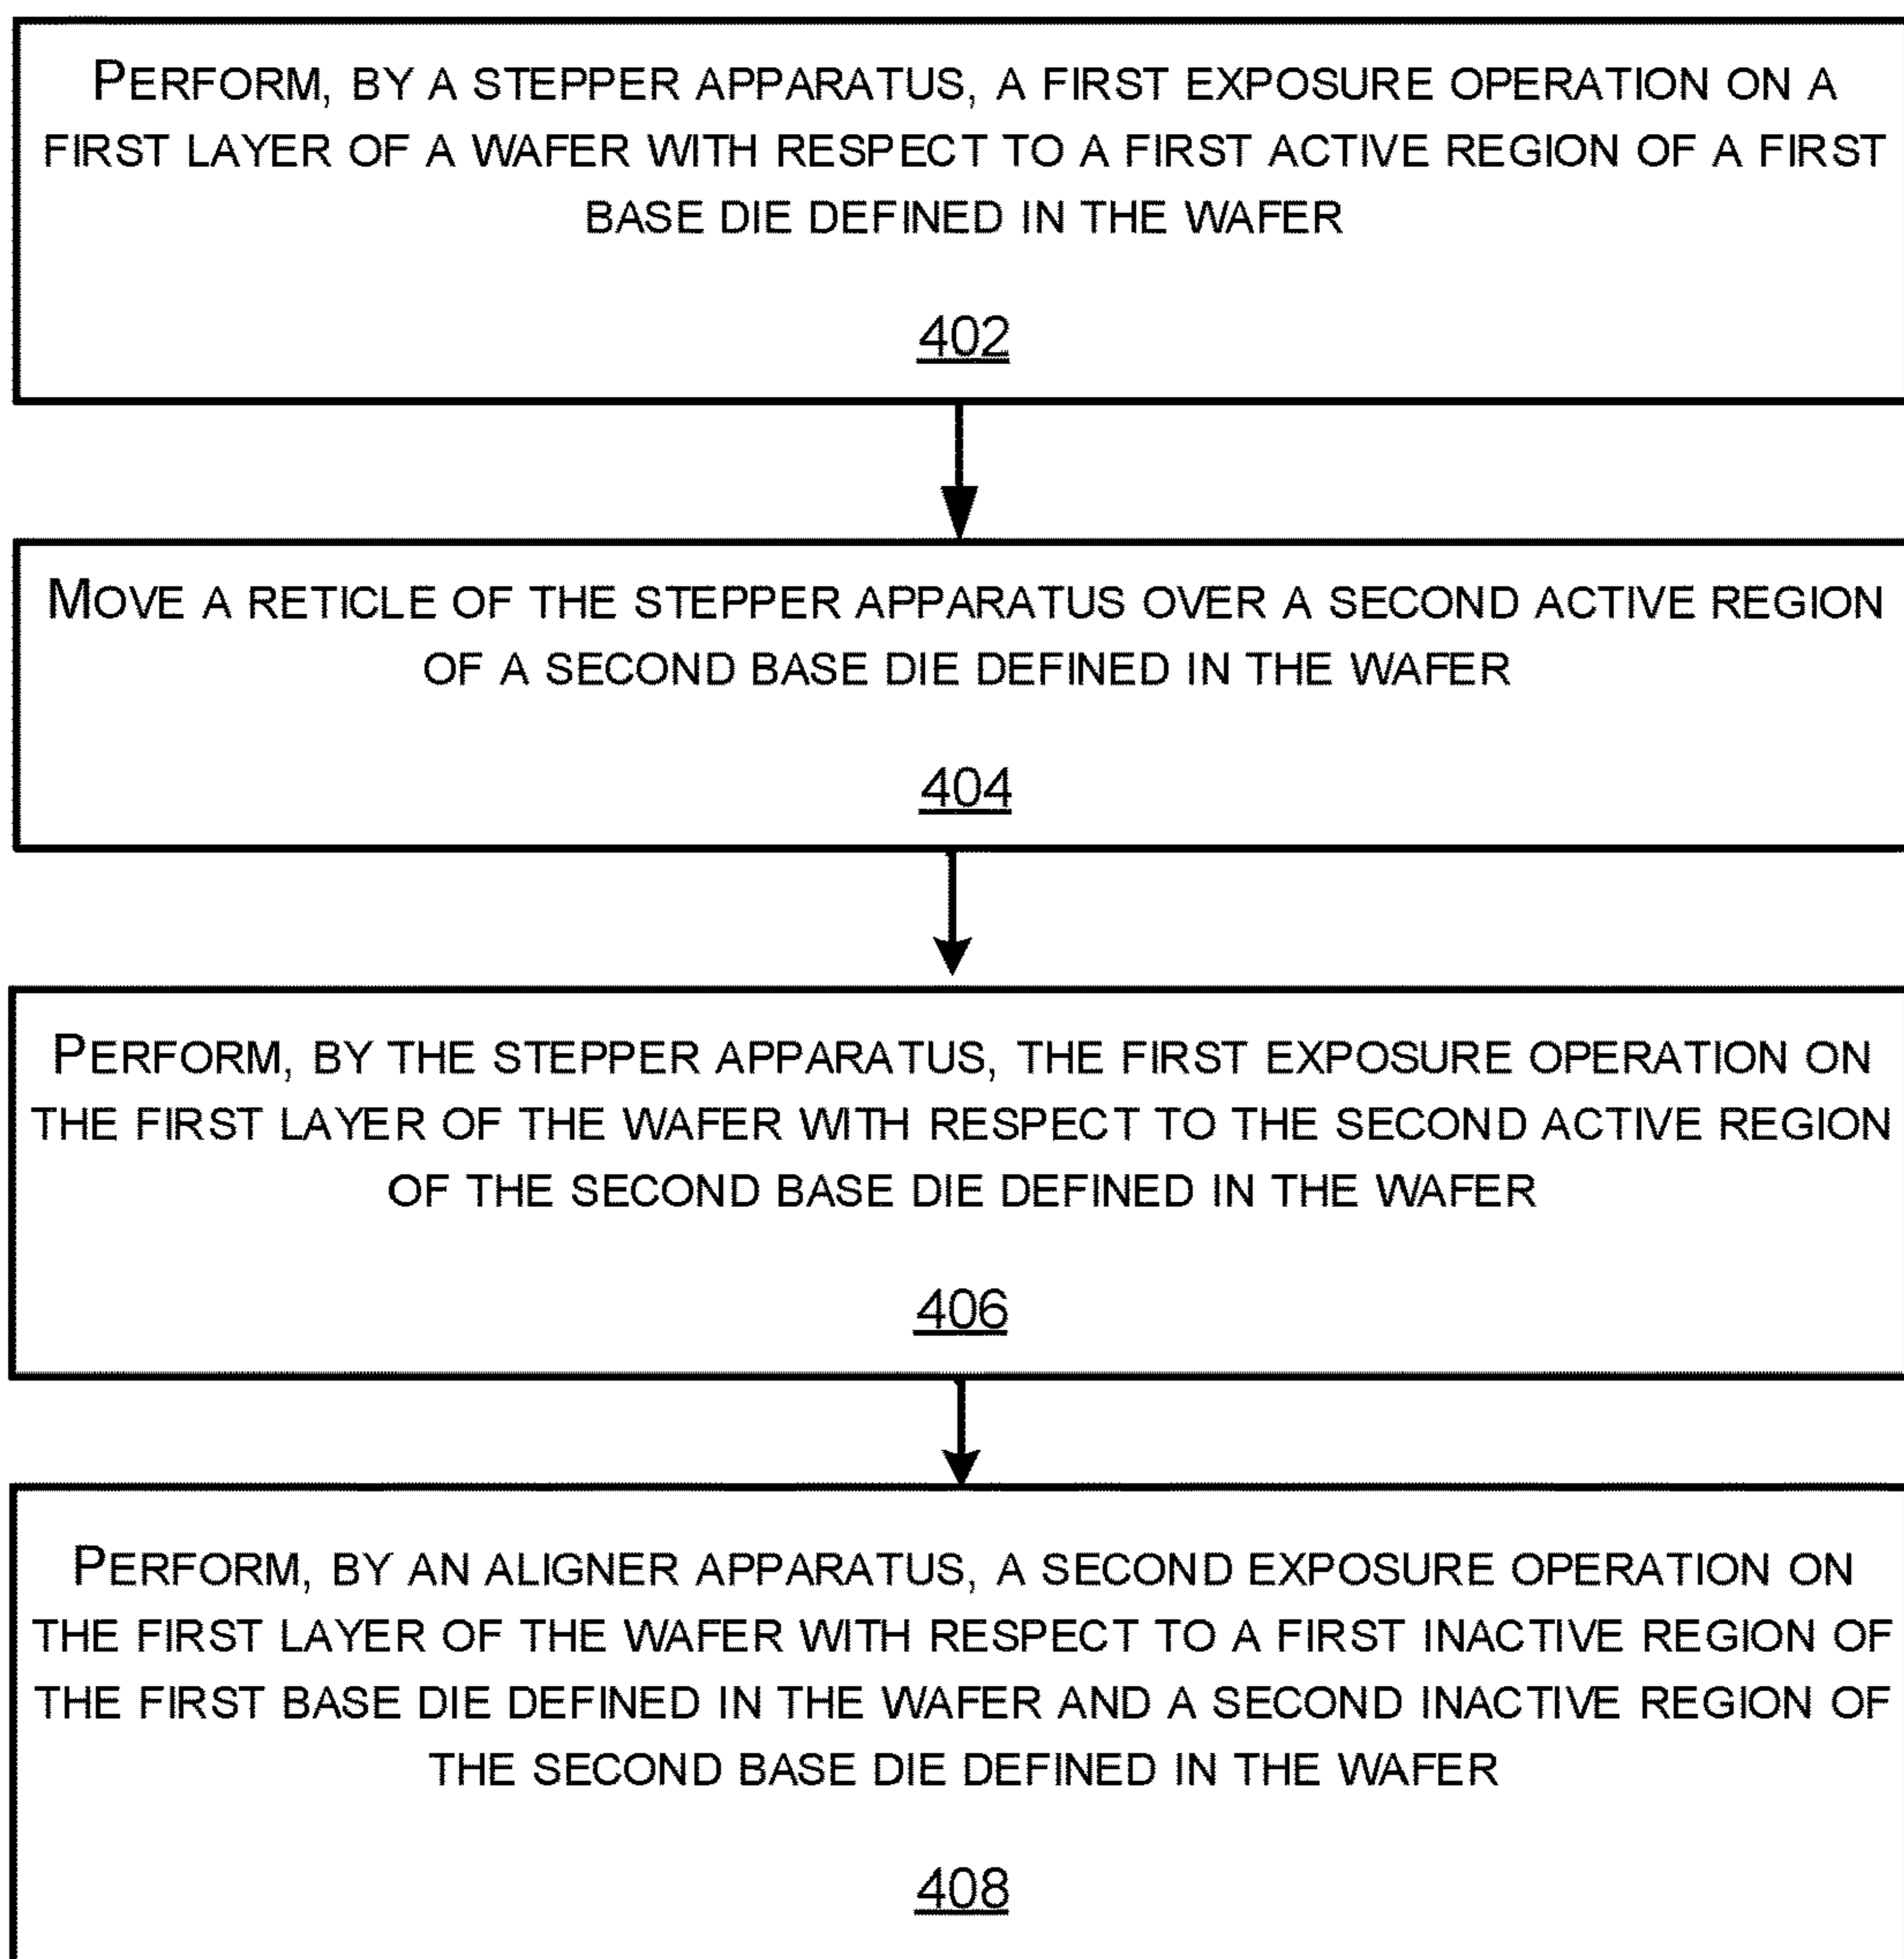 PERFORM, BY A STEPPER APPARATUS, A FIRST EXPOSURE OPERATION ON A
FIRST LAYER OF A WAFER WITH RESPECT TO A FIRST ACTIVE REGION OF A FIRST
BASE DIE DEFINED IN THE WAFER
402
MOVE A RETICLE OF THE STEPPER APPARATUS OVER A SECOND ACTIVE REGION
OF A SECOND BASE DIE DEFINED IN THE WAFER
404
PERFORM, BY THE STEPPER APPARATUS, THE FIRST EXPOSURE OPERATION ON
THE FIRST LAYER OF THE WAFER WITH RESPECT TO THE SECOND ACTIVE REGION
OF THE SECOND BASE DIE DEFINED IN THE WAFER
406
PERFORM, BY AN ALIGNER APPARATUS, A SECOND EXPOSURE OPERATION ON
THE FIRST LAYER OF THE WAFER WITH RESPECT TO A FIRST INACTIVE REGION OF
THE FIRST BASE DIE DEFINED IN THE WAFER AND A SECOND INACTIVE REGION OF
THE SECOND BASE DIE DEFINED IN THE WAFER
408